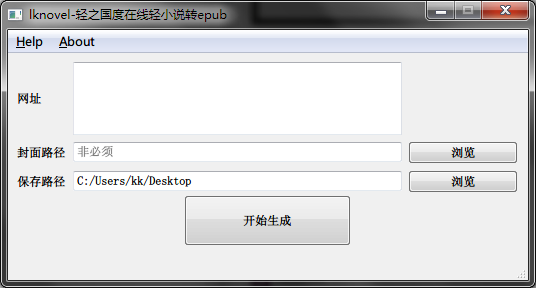 lknovel-轻之国度在线轻小说转epub
Help About
网址
封面路径 非必须 浏览
保存路径 C:/Users/kk/Desktop 浏览
开始生成